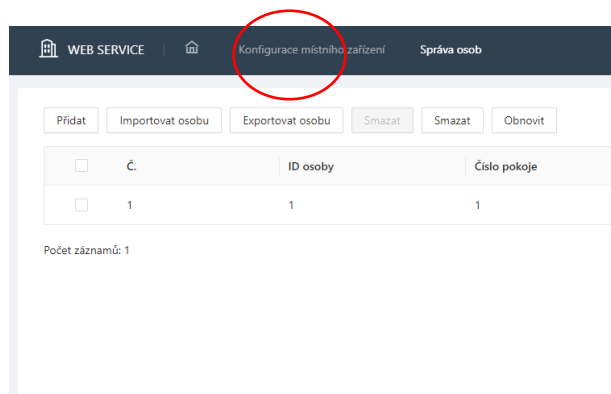 WEB SERVICE Konfigurace místního zařízení Správa osob
Přidat Importovat osobu Exportovat osobu Smazat Smazat Obnovit
Č. ID osoby Číslo pokoje
1 1 1
Počet záznamů: 1